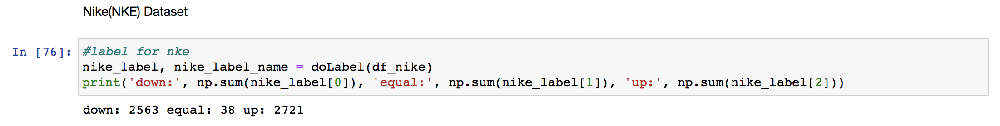 Nike(NKE) Dataset
In [76]:
#label for nke
nike_label, nike_label_name = doLabel(df_nike)
print('down:', np.sum(nike_label[0]), 'equal:', np.sum(nike_label[1]), 'up:', np.sum(nike_label[2]))
down: 2563 equal: 38 up: 2721